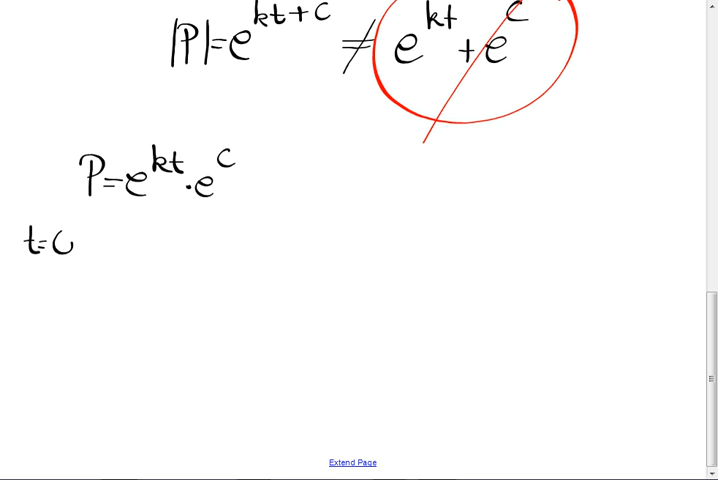 |P|=e^{kt+c} ≠ e^{kt}+e^{c}
P=e^{kt}·e^{c}
t=0
Extend Page